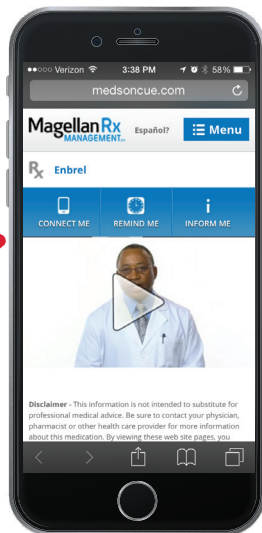 Verizon 3:38 PM 58%
medsoncue.com
Magellan Rx
MANAGEMENT
Español?
Menu
Rx Enbrel
CONNECT ME REMIND ME INFORM ME
Disclaimer - This information is not intended to substitute for
professional medical advice. Be sure to contact your physician,
pharmacist or other health care provider for more information
about this medication. By viewing these web site pages, you